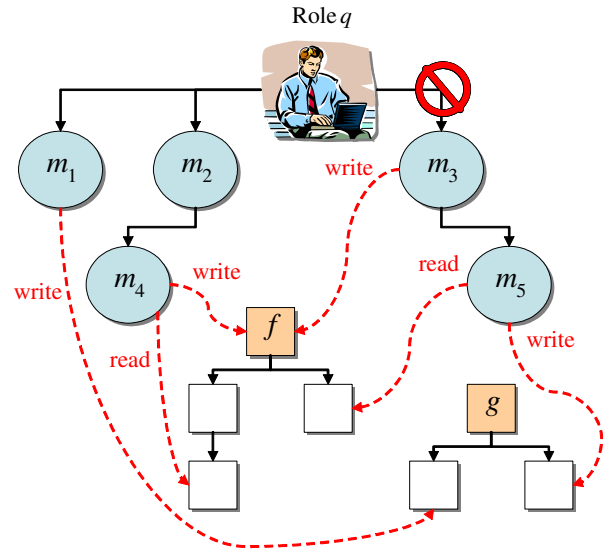 Role q
m1
m2
m3
write
m4
write
read
m5
write
f
read
write
g